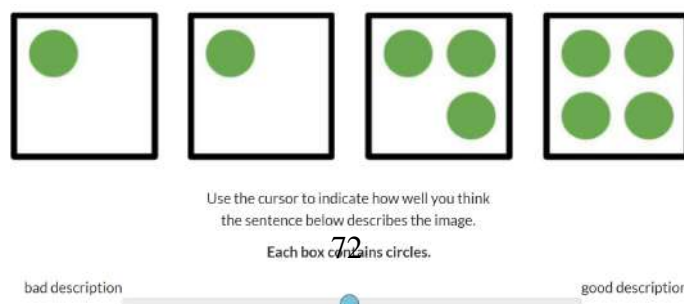 Use the cursor to indicate how well you think
the sentence below describes the image.
72
Each box contains circles.
bad description
good description